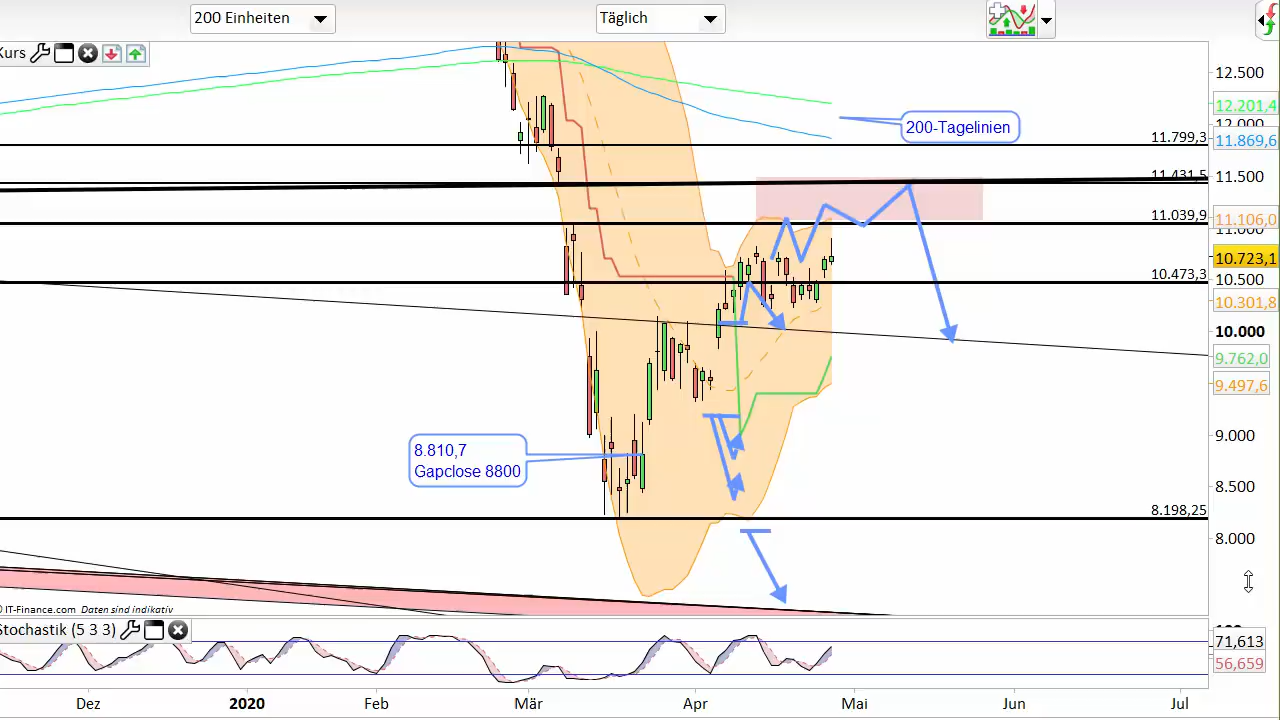 200 Einheiten
Täglich
Kurs
12.500
12.201,4
12.000
200-Tagelinien
11.799,3
11.869,6
11.431,5
11.500
11.039,9
11.106,0
11.000
10.723,1
10.473,3
10.500
10.301,8
10.000
9.762,0
9.497,6
9.000
8.810,7
Gapclose 8800
8.500
8.198,25
8.000
© IT-Finance.com Daten sind indikativ
Stochastik (5 3 3)
100
71,613
56,659
Dez
2020
Feb
Mär
Apr
Mai
Jun
Jul